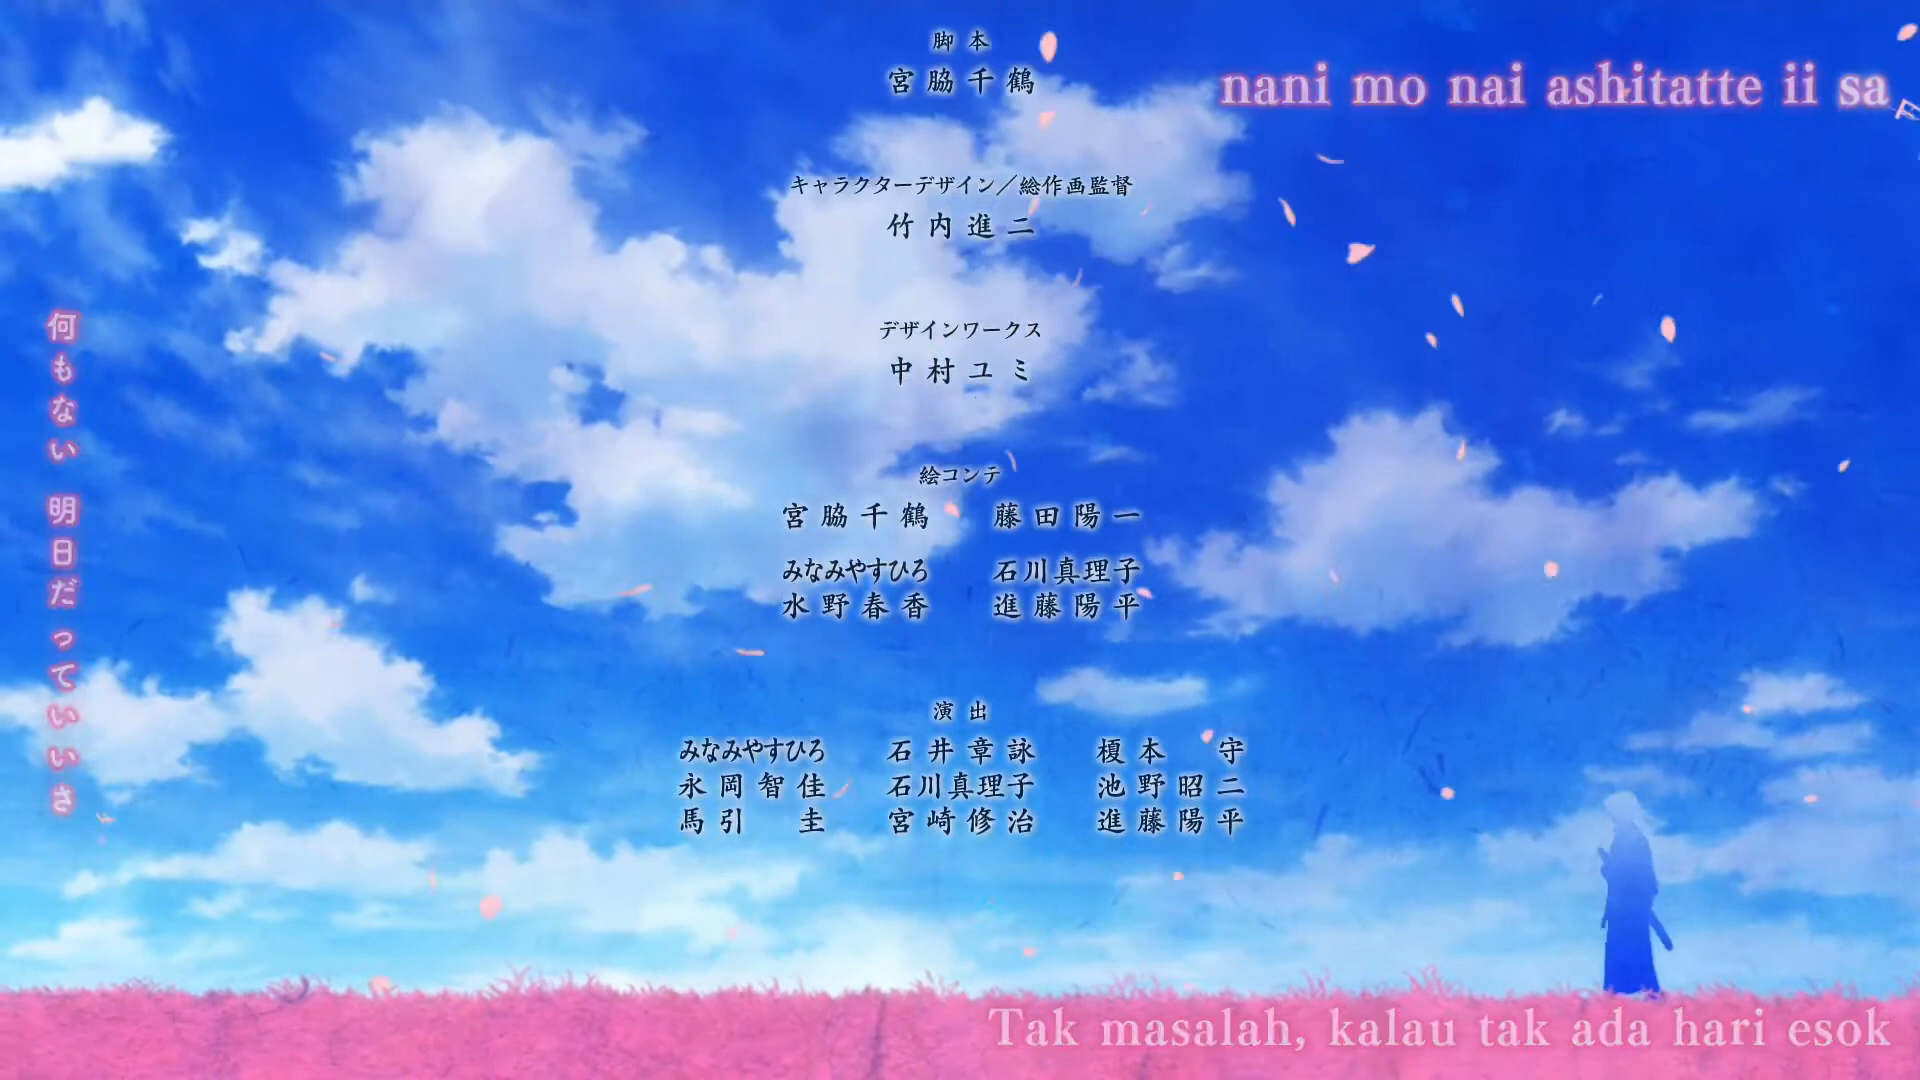 脚本
宮脇千鶴
nani mo nai ashitatte ii sa
キャラクターデザイン／総作画監督
竹内進二
デザインワークス
中村ユミ
何もない 明日だっていいさ
絵コンテ
宮脇千鶴 藤田陽一
みなみやすひろ 石川真理子
水野春香 進藤陽平
演出
みなみやすひろ 石井章詠 榎本守
永岡智佳 石川真理子 池野昭二
馬引圭 宮崎修治 進藤陽平
Tak masalah, kalau tak ada hari esok